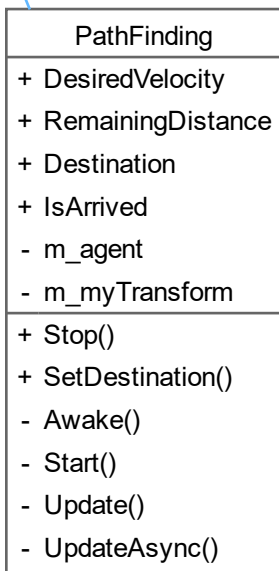 PathFinding
+ DesiredVelocity
+ RemainingDistance
+ Destination
+ IsArrived
- m_agent
- m_myTransform
+ Stop()
+ SetDestination()
- Awake()
- Start()
- Update()
- UpdateAsync()